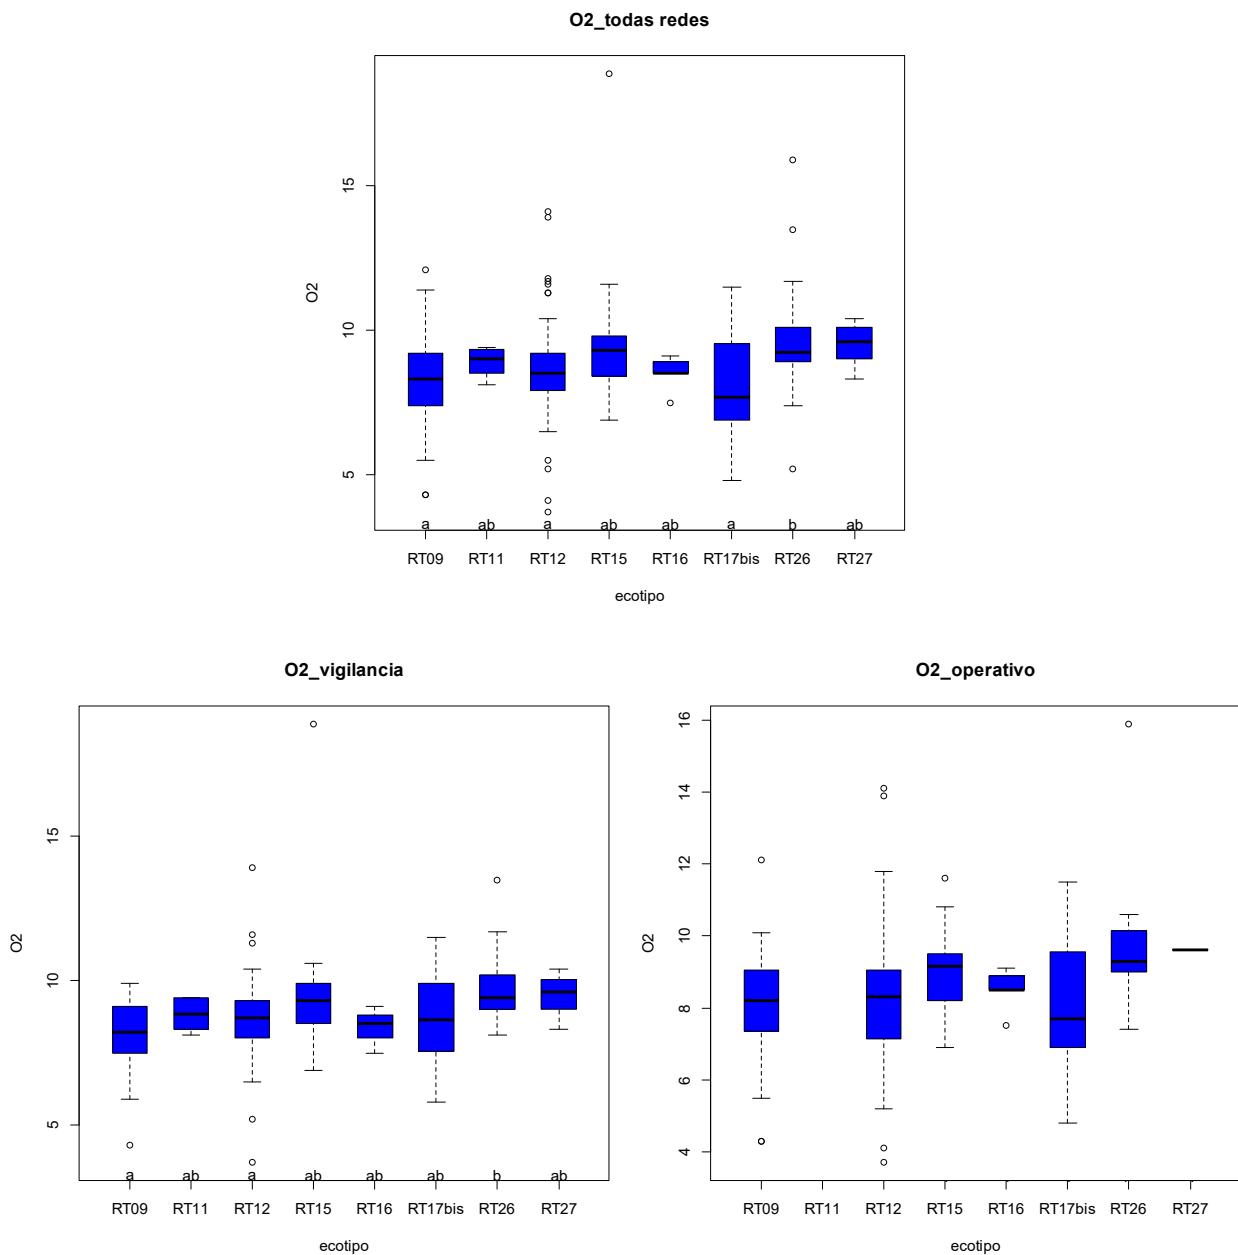 O2_todas redes
15
10
5
O2
a ab a ab ab a b ab
RT09 RT11 RT12 RT15 RT16 RT17bis RT26 RT27
ecotipo
O2_vigilancia
15
10
5
O2
a ab a ab ab ab b ab
RT09 RT11 RT12 RT15 RT16 RT17bis RT26 RT27
ecotipo
O2_operativo
16
14
12
10
8
6
4
O2
RT09 RT11 RT12 RT15 RT16 RT17bis RT26 RT27
ecotipo